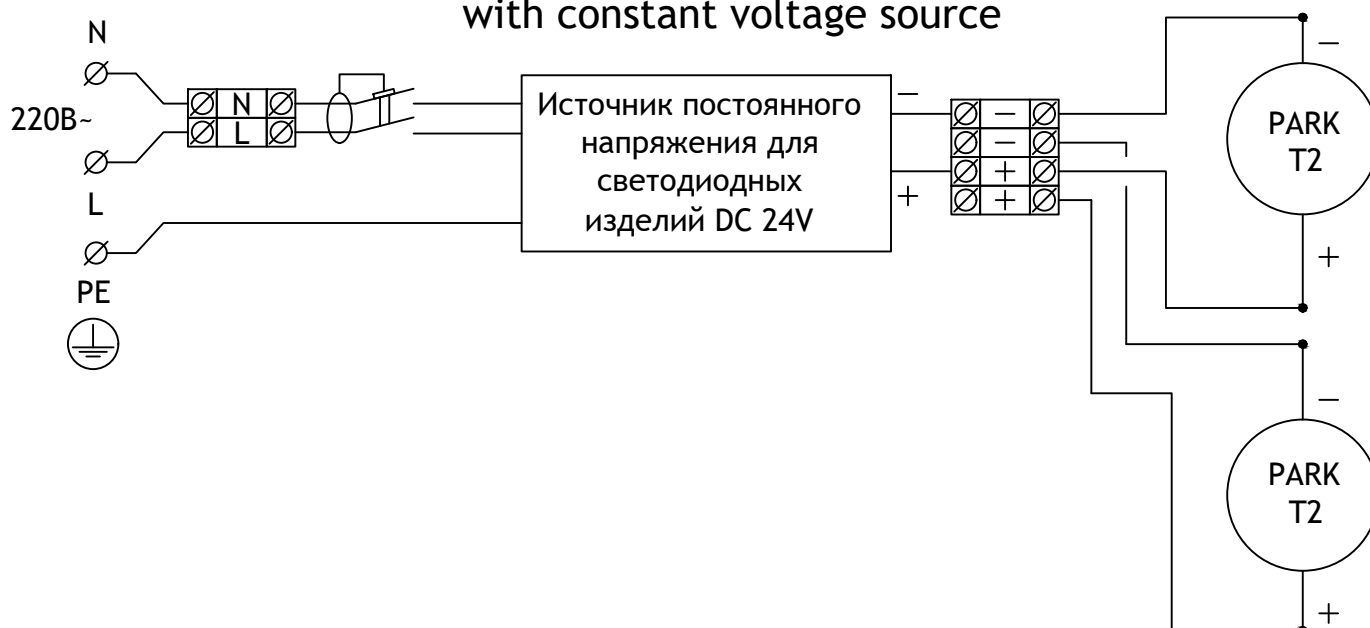 with constant voltage source
N
220В~
L
PE
N
L
Источник постоянного
напряжения для
светодиодных
изделий DC 24V
−
+
−
−
+
+
−
PARK
T2
+
−
PARK
T2
+